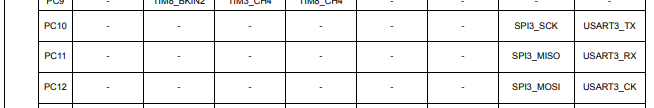 PC9 - TIM8_BKIN2 TIM3_CH4 TIM8_CH4 - - - -
PC10 - - - - - - SPI3_SCK USART3_TX
PC11 - - - - - - SPI3_MISO USART3_RX
PC12 - - - - - - SPI3_MOSI USART3_CK